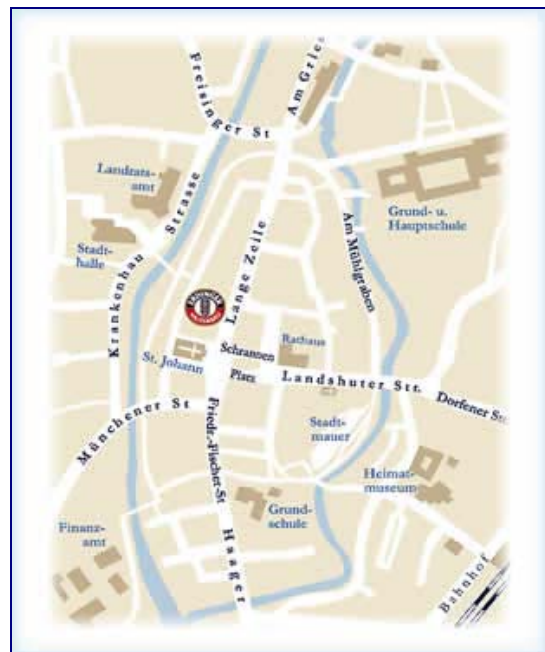 Freisinger St
Am Gries
Landrats-
amt
Grund- u.
Hauptschule
Stadt-
halle
Krankenhau Strasse
Lange Zeile
Am Mühlgraben
St. Johann
Schrannen
Platz
Rathaus
Landshuter Str.
Dorfener Str.
Münchener St
Friedr.-Fischer-St
Stadt-
mauer
Heimat-
museum
Grund-
schule
Haager
Finanz-
amt
Bahnhof